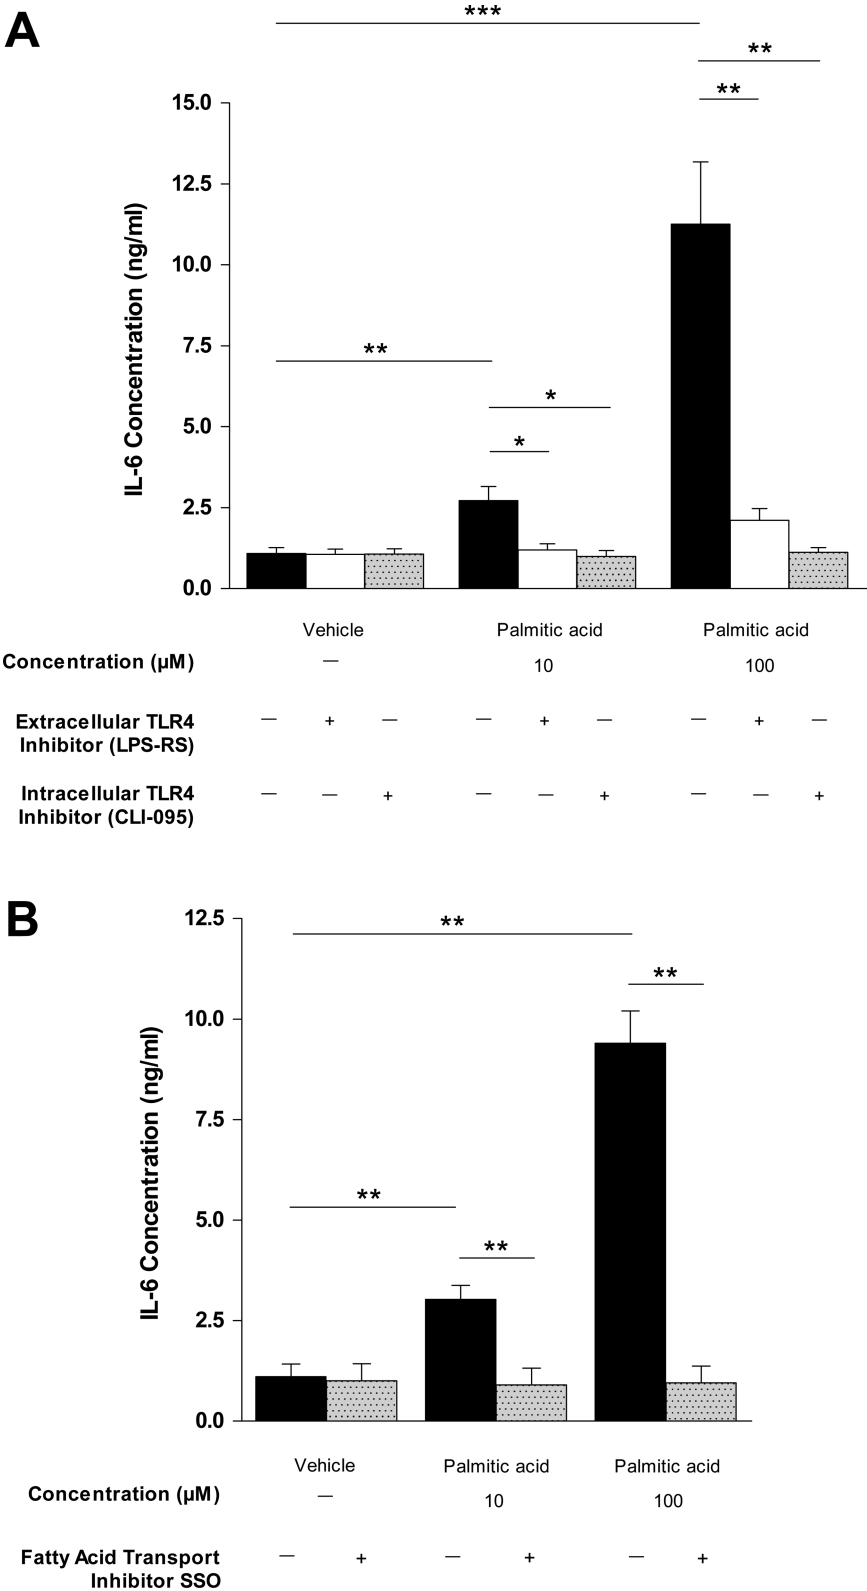 A
***
**
**
15.0
12.5
10.0
7.5
5.0
2.5
0.0
IL-6 Concentration (ng/ml)
**
*
*
Vehicle Palmitic acid Palmitic acid
Concentration (µM) — 10 100
Extracellular TLR4
Inhibitor (LPS-RS) — + — — + — — + —
Intracellular TLR4
Inhibitor (CLI-095) — — + — — + — — +
B
12.5
10.0
7.5
5.0
2.5
0.0
IL-6 Concentration (ng/ml)
**
**
**
**
Vehicle Palmitic acid Palmitic acid
Concentration (µM) — 10 100
Fatty Acid Transport — + — + — +
Inhibitor SSO